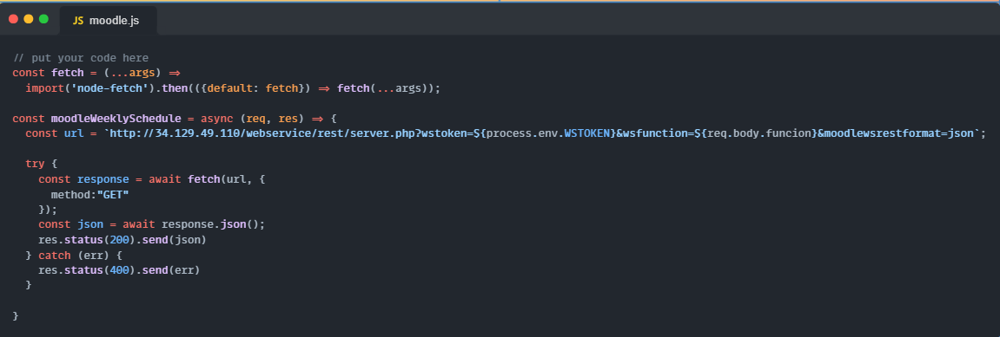 JS moodle.js
// put your code here
const fetch = (...args) =>
  import('node-fetch').then(({default: fetch}) => fetch(...args));

const moodleWeeklySchedule = async (req, res) => {
  const url = `http://34.129.49.110/webservice/rest/server.php?wstoken=${process.env.WSTOKEN}&wsfunction=${req.body.funcion}&moodlewsrestformat=json`;

  try {
    const response = await fetch(url, {
      method:"GET"
    });
    const json = await response.json();
    res.status(200).send(json)
  } catch (err) {
    res.status(400).send(err)
  }

}